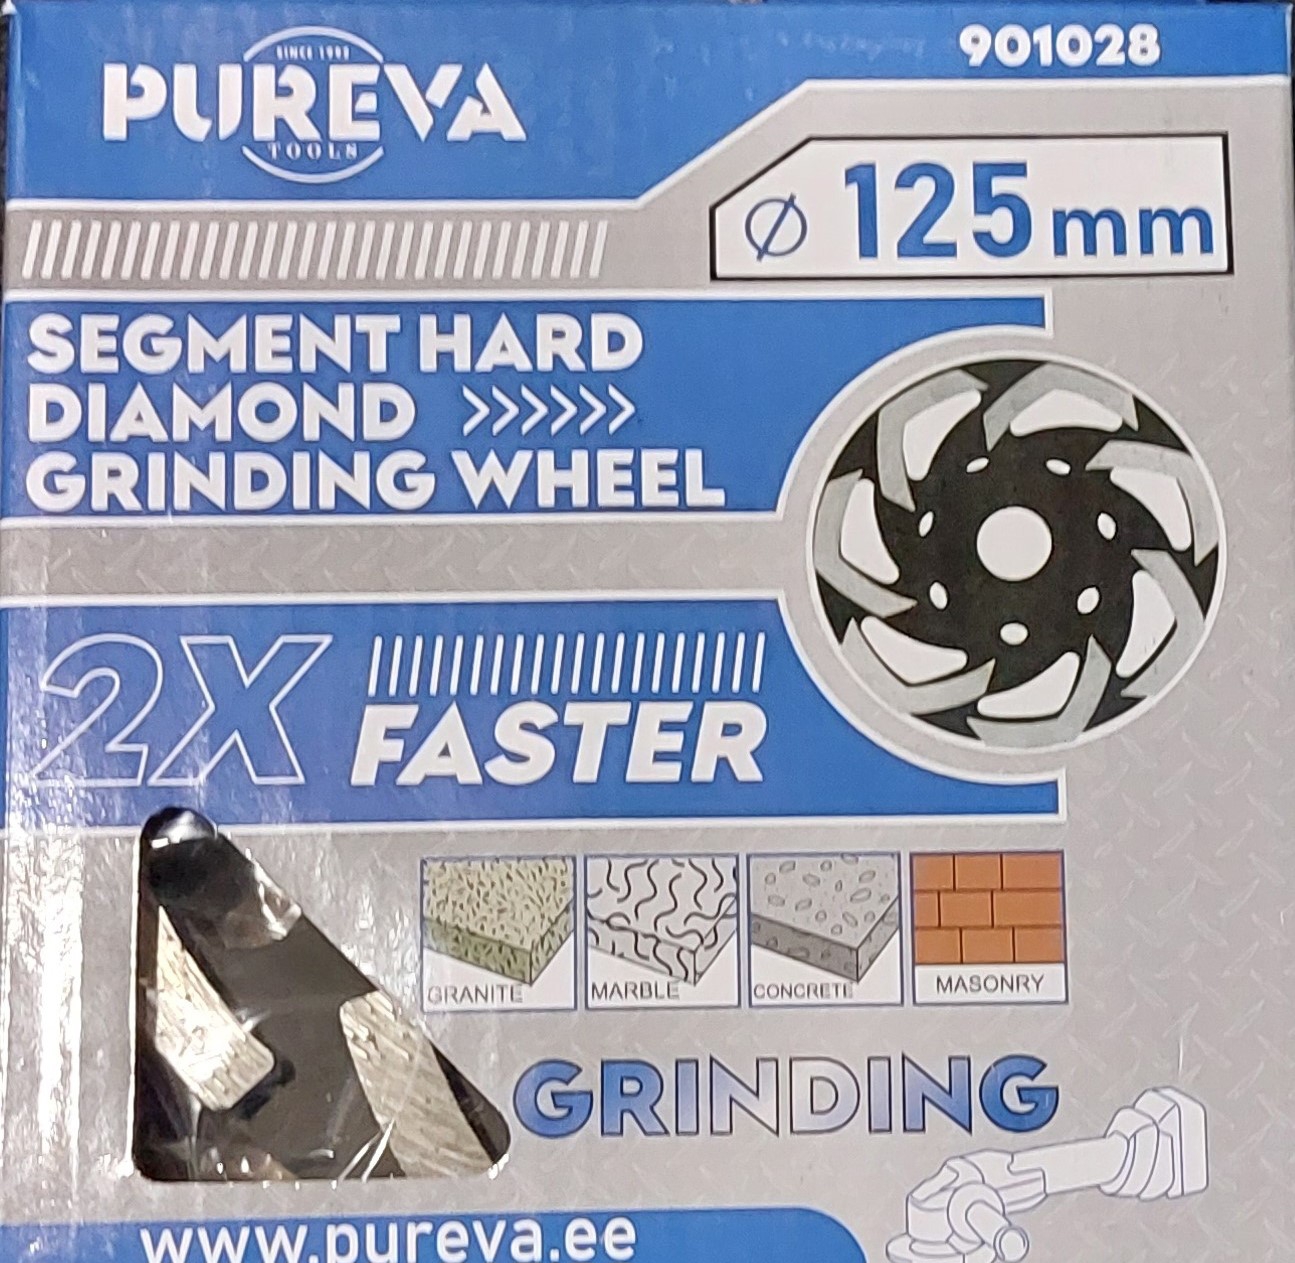 901028
SINCE 1993
PUREVA
TOOLS
Ø 125 mm
SEGMENT HARD
DIAMOND >>>>>>
GRINDING WHEEL
2X
FASTER
GRANITE
MARBLE
CONCRETE
MASONRY
GRINDING
www.pureva.ee